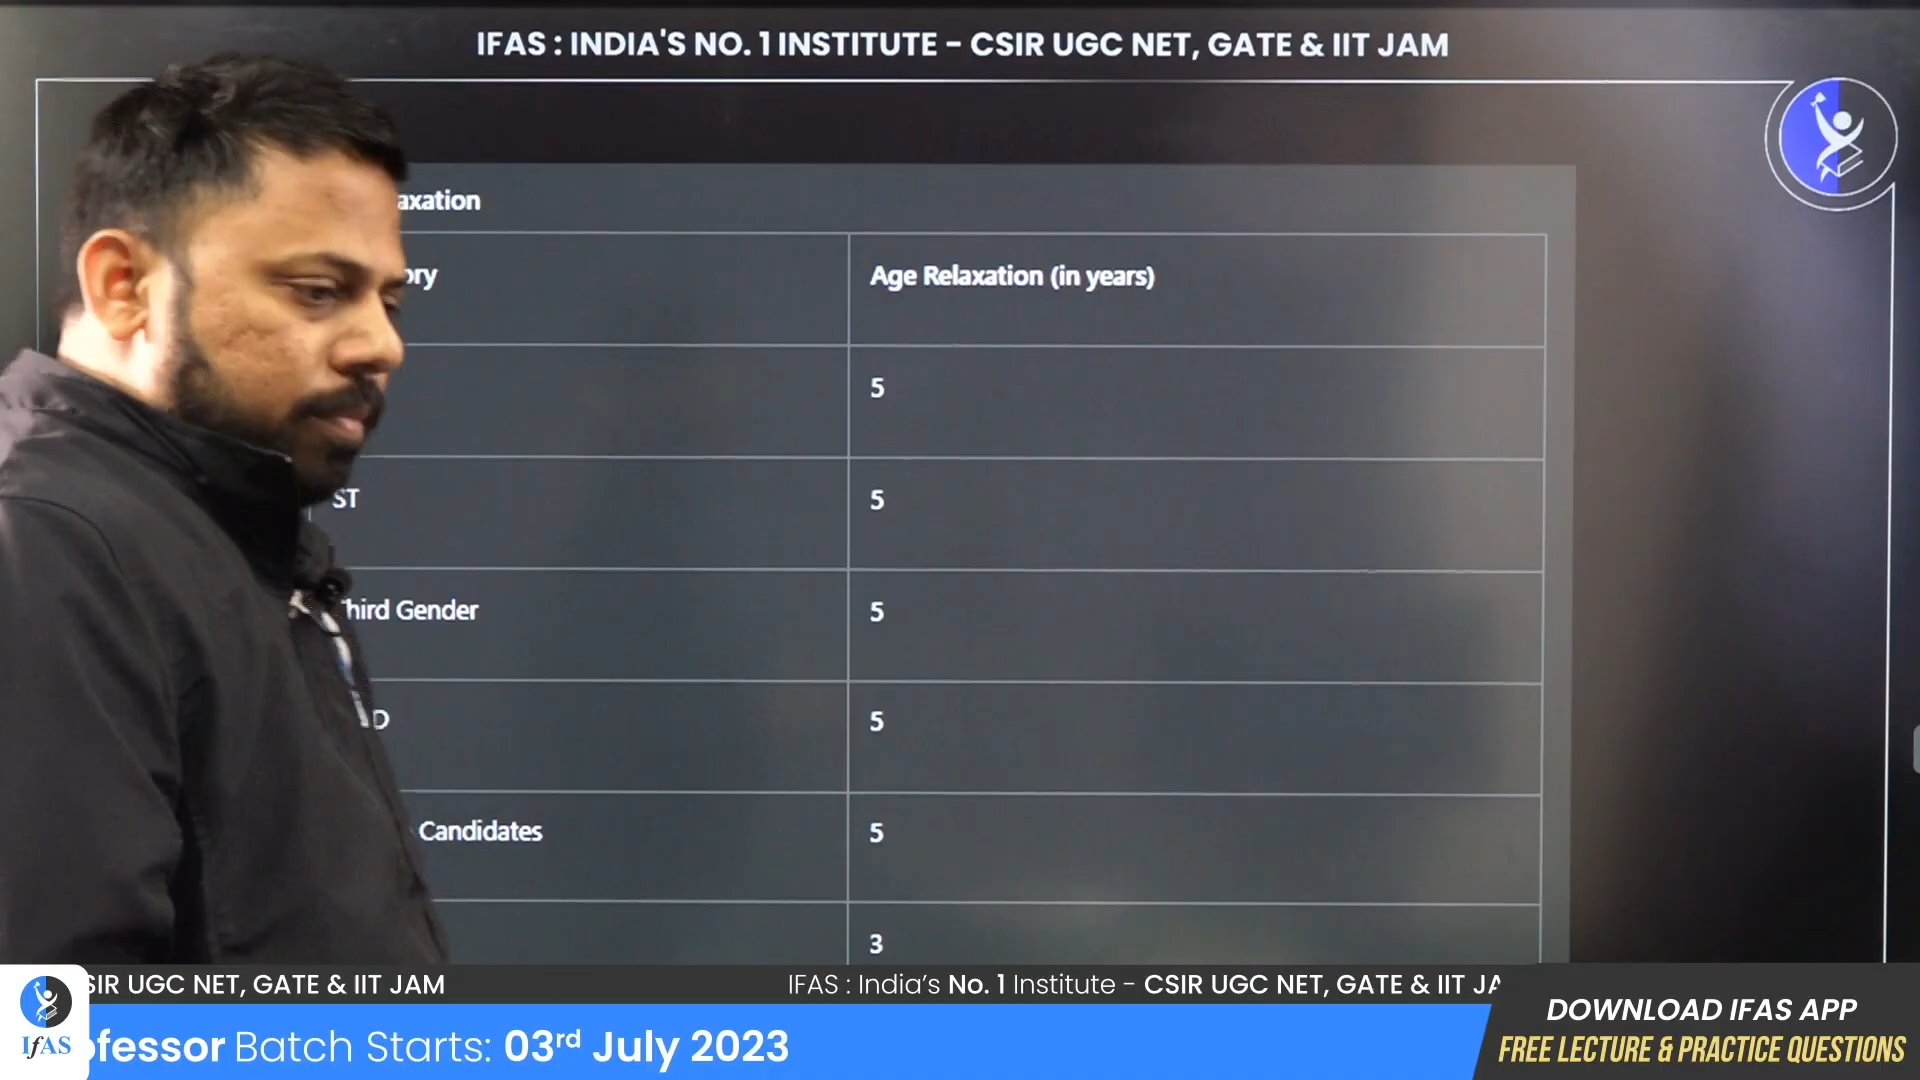 IFAS : INDIA'S NO. 1 INSTITUTE - CSIR UGC NET, GATE & IIT JAM
axation
ory
Age Relaxation (in years)
5
ST
5
Third Gender
5
D
5
Candidates
5
3
SIR UGC NET, GATE & IIT JAM
IFAS : India's No. 1 Institute - CSIR UGC NET, GATE & IIT JA
IfAS
ofessor Batch Starts: 03rd July 2023
DOWNLOAD IFAS APP
FREE LECTURE & PRACTICE QUESTIONS